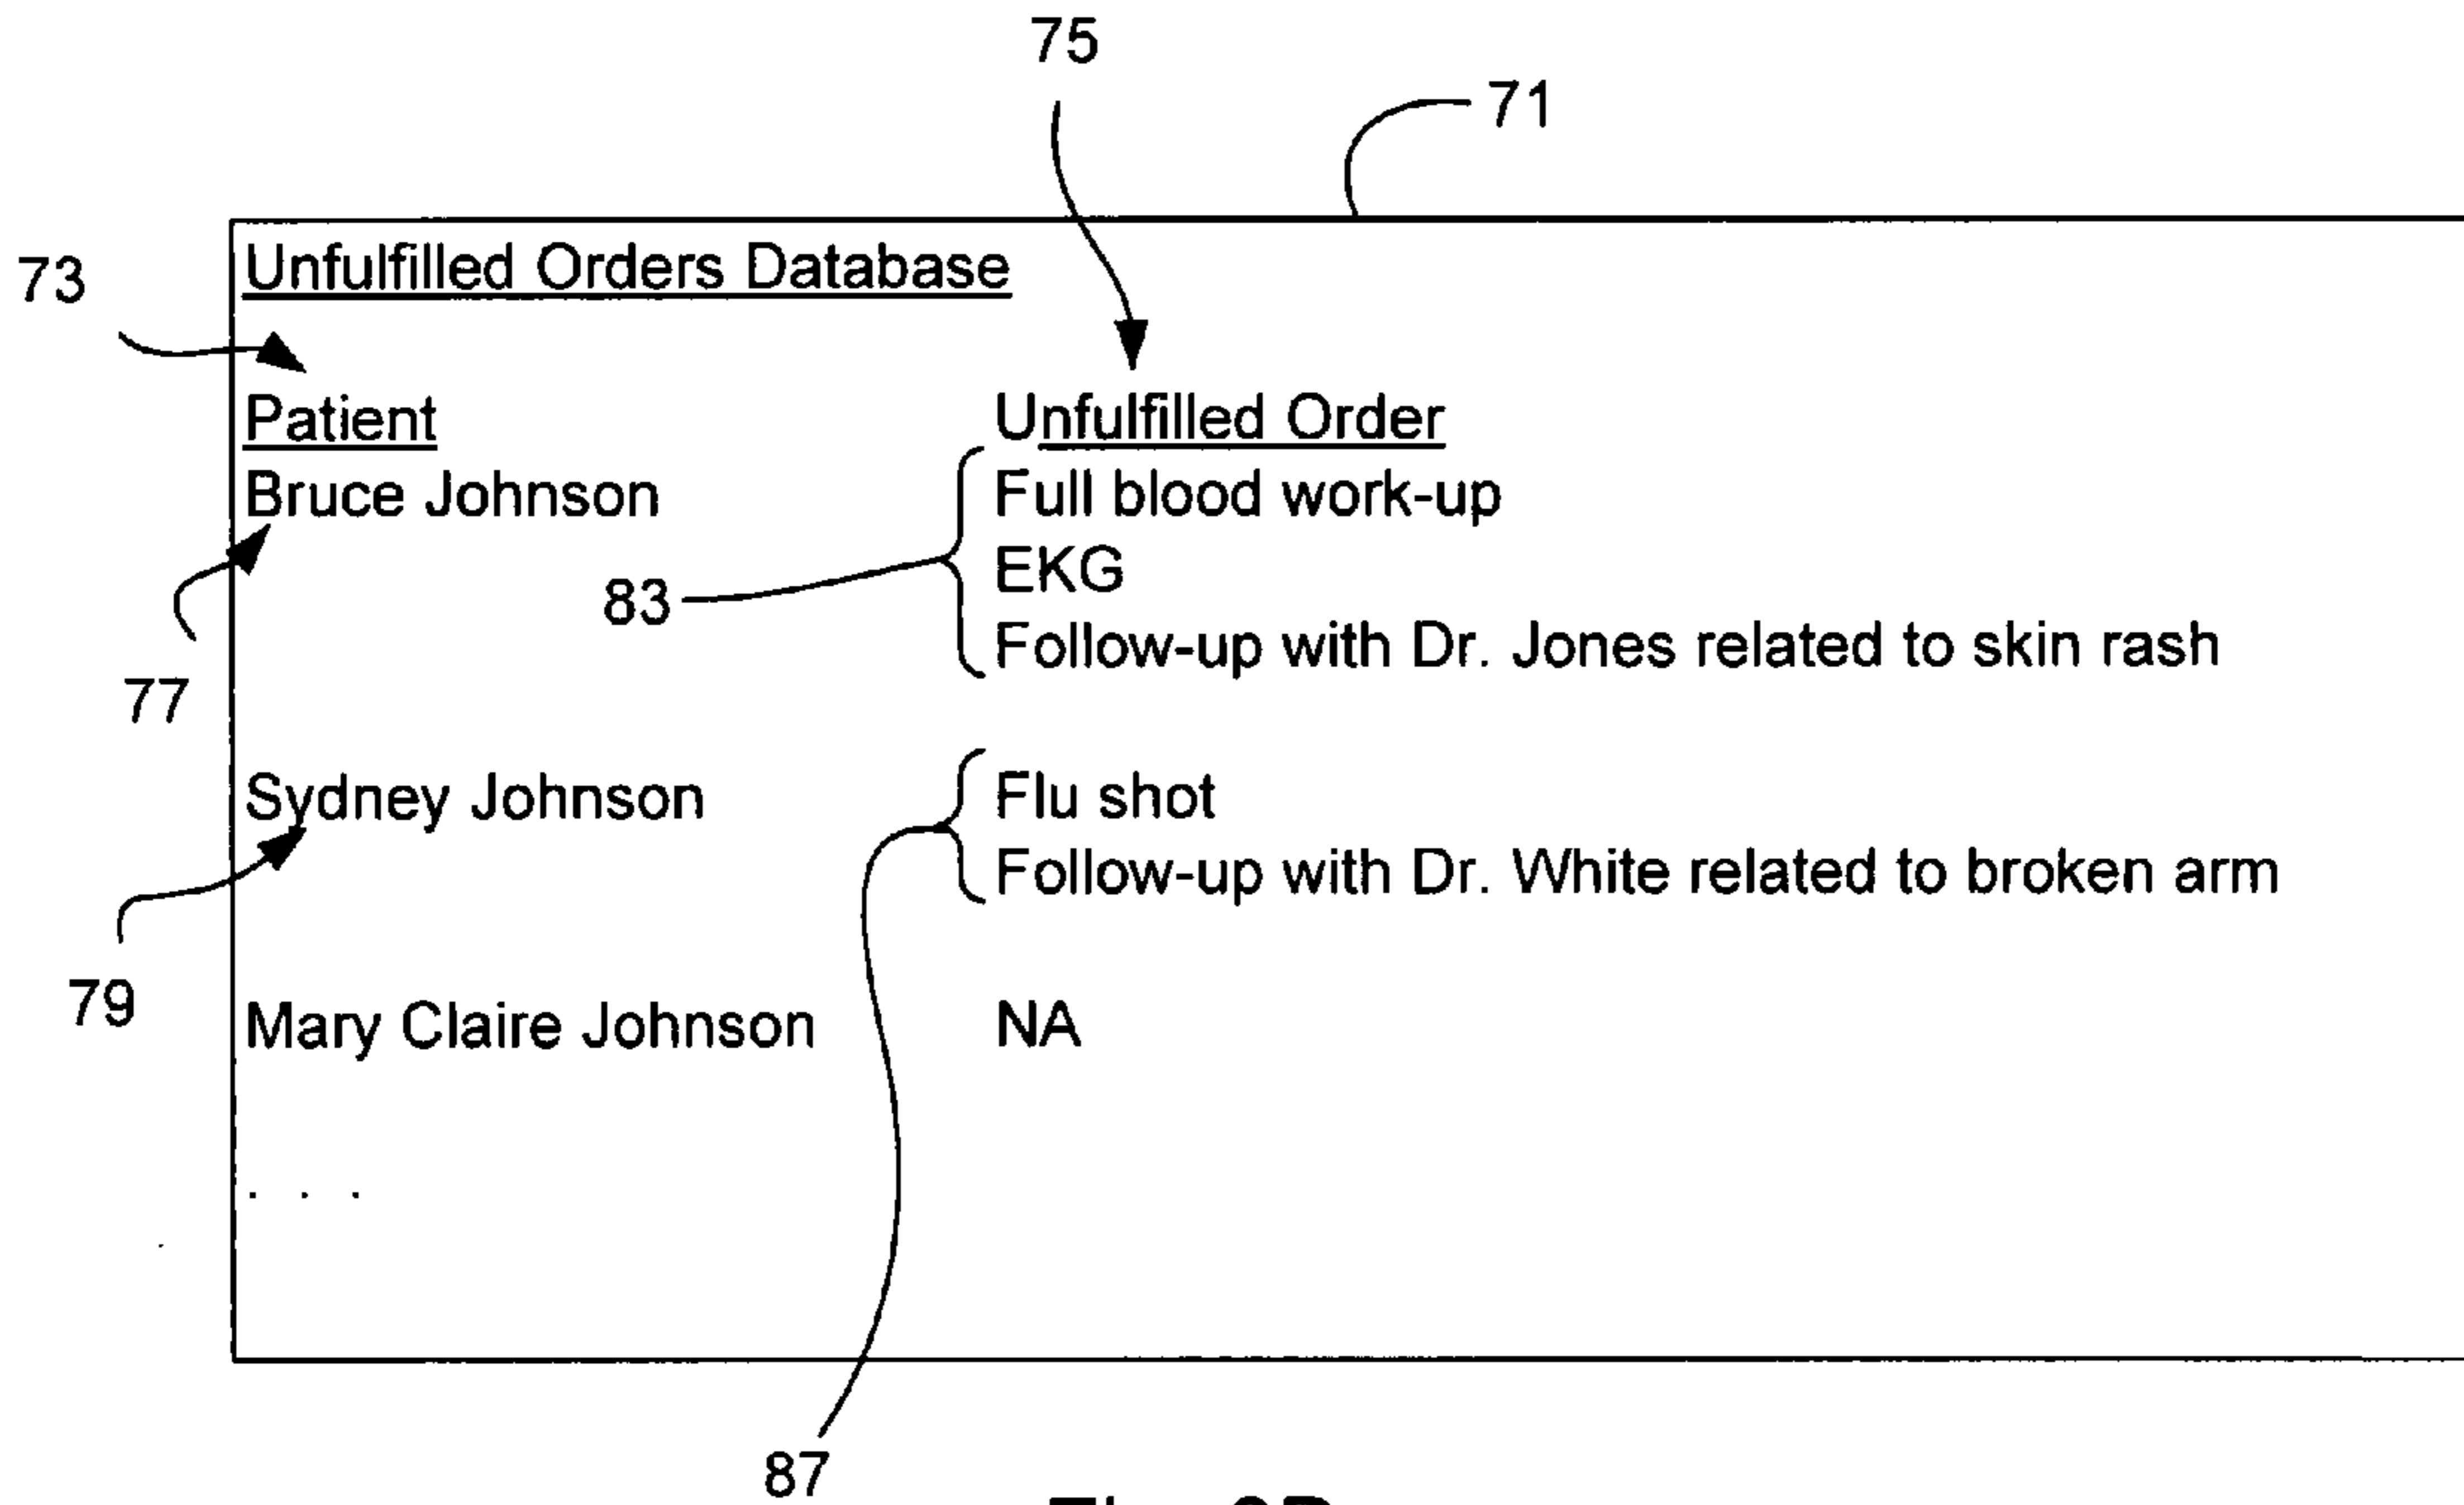 75
71
73
Unfulfilled Orders Database
Patient Unfulfilled Order
Bruce Johnson Full blood work-up
EKG
83
Follow-up with Dr. Jones related to skin rash
77
Sydney Johnson Flu shot
Follow-up with Dr. White related to broken arm
79
Mary Claire Johnson NA
. . .
87